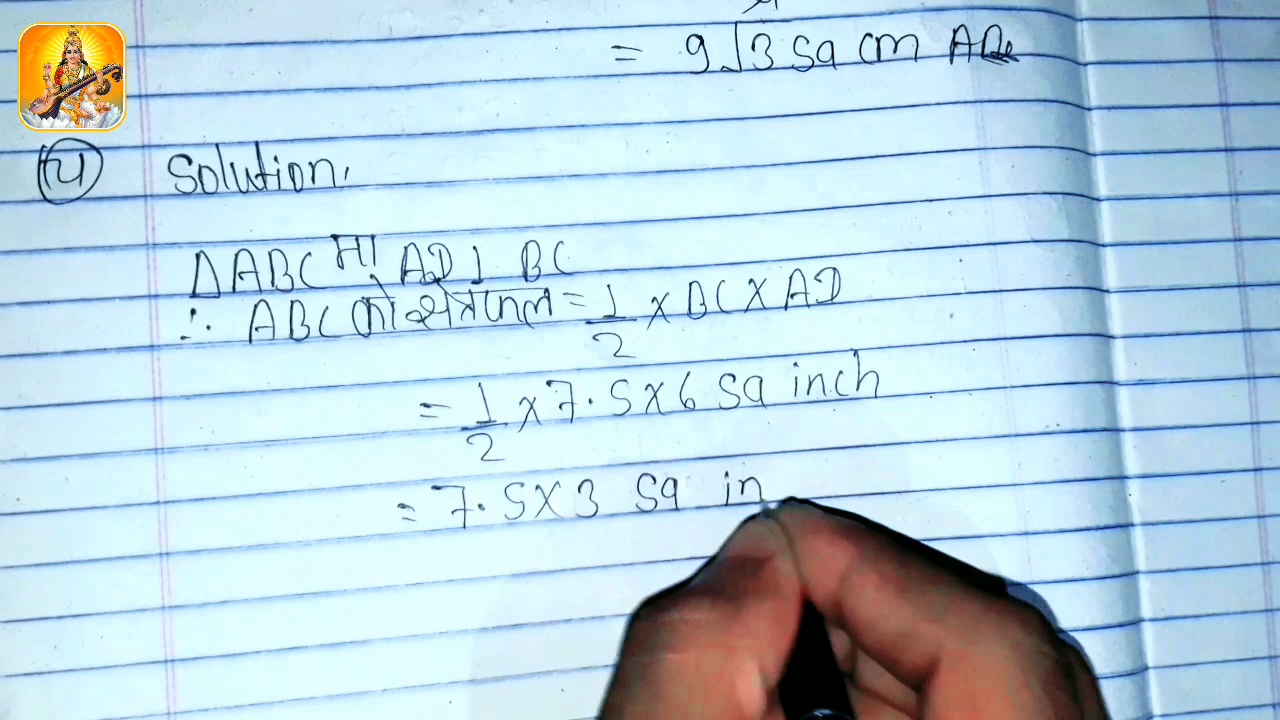 = 9√3 sq cm Ans
(५) Solution,
Δ ABC मा AD ⊥ BC
∴ ABC को क्षेत्रफल = 1/2 × BC × AD
= 1/2 × 7.5 × 6 sq inch
= 7.5 × 3 sq in